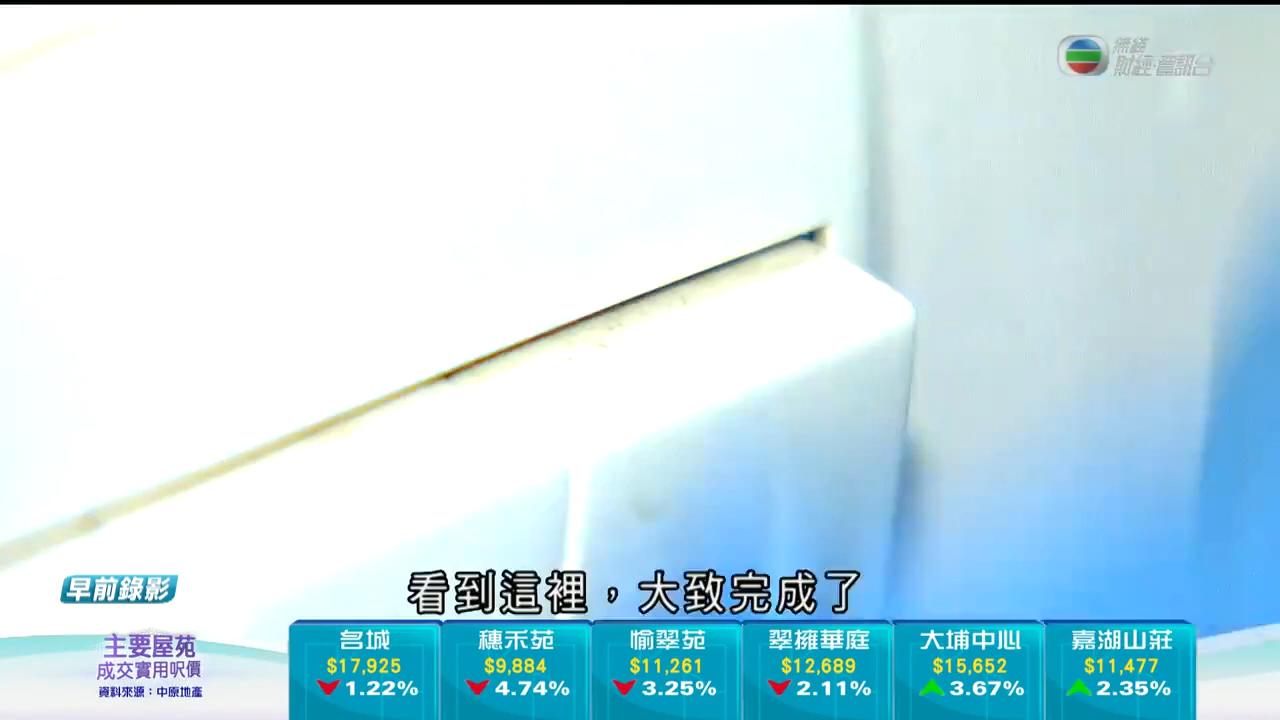 無綫
財經·資訊台
早前錄影
看到這裡，大致完成了
主要屋苑
成交實用呎價
資料來源：中原地產
名城
$17,925
1.22%
穗禾苑
$9,884
4.74%
愉翠苑
$11,261
3.25%
翠擁華庭
$12,689
2.11%
大埔中心
$15,652
3.67%
嘉湖山莊
$11,477
2.35%